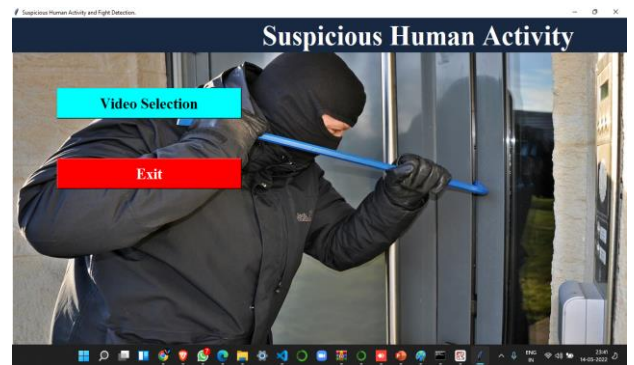 Suspicious Human Activity and Fight Detection.
Suspicious Human Activity
Video Selection
Exit
ENG
IN
23:41
14-05-2022